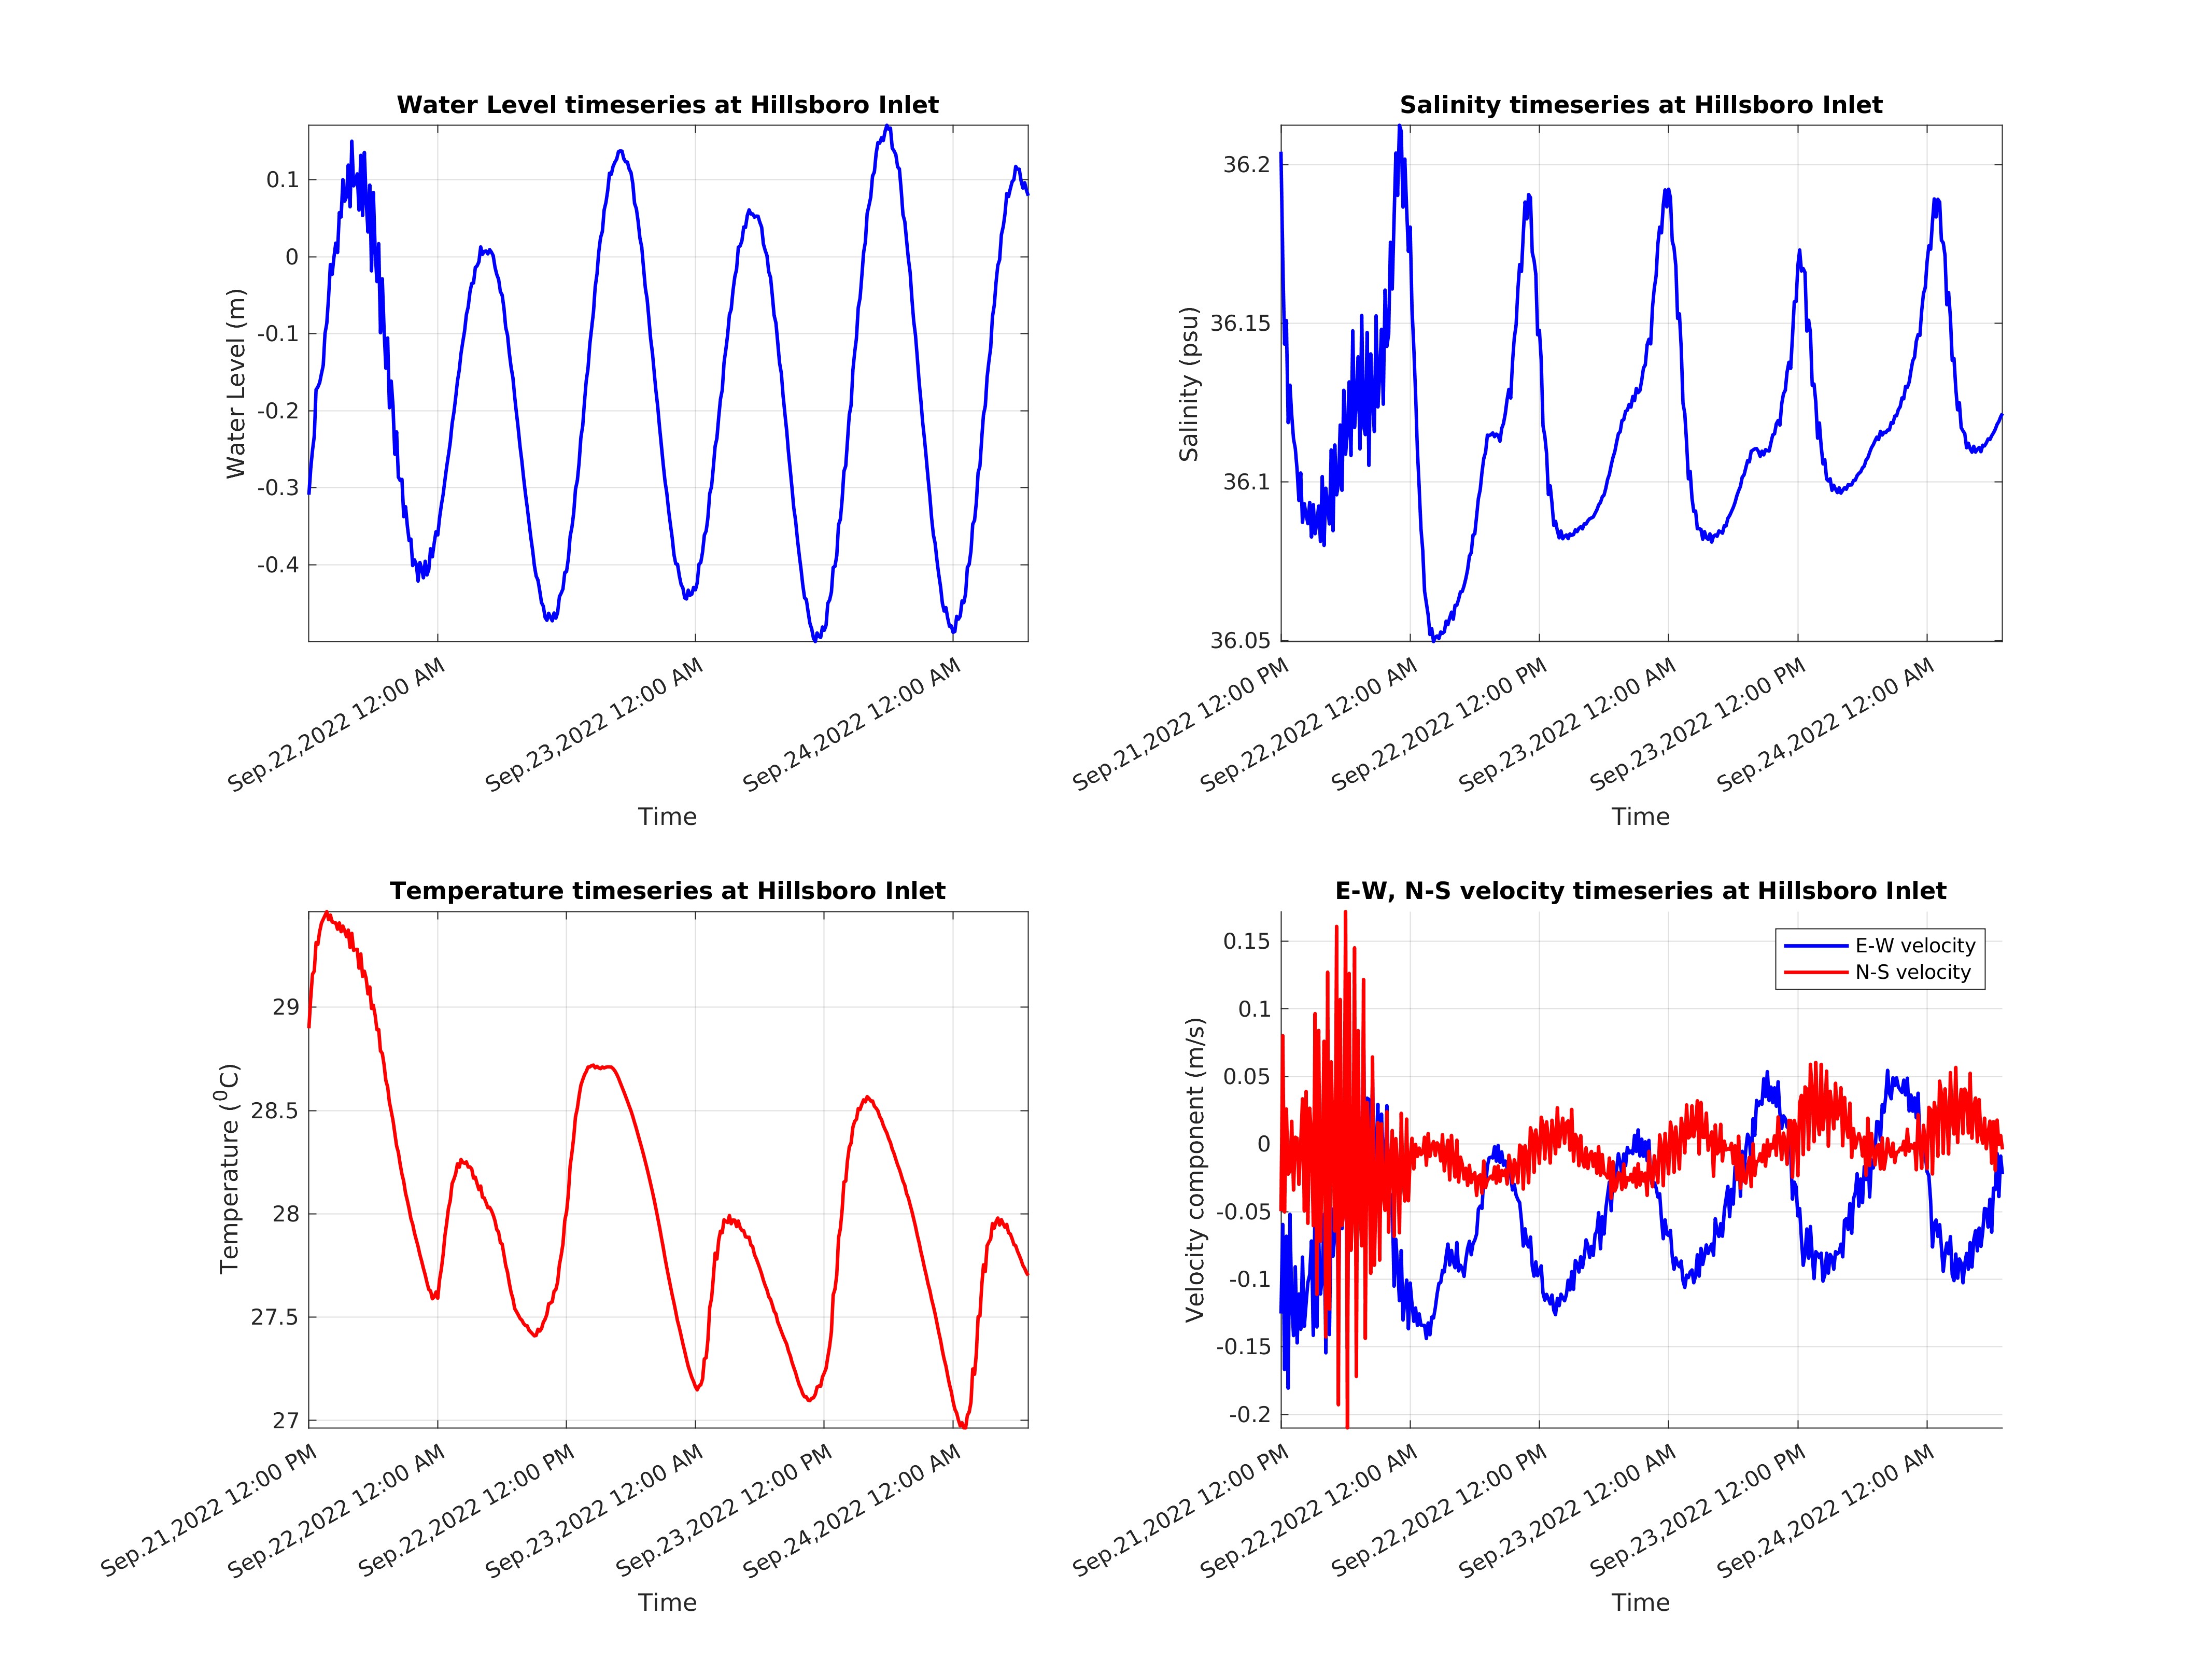 Water Level timeseries at Hillsboro Inlet
Water Level (m)
0.1
0
-0.1
-0.2
-0.3
-0.4
Sep.22,2022 12:00 AM
Sep.23,2022 12:00 AM
Sep.24,2022 12:00 AM
Time
Salinity timeseries at Hillsboro Inlet
Salinity (psu)
36.2
36.15
36.1
36.05
Sep.21,2022 12:00 PM
Sep.22,2022 12:00 AM
Sep.22,2022 12:00 PM
Sep.23,2022 12:00 AM
Sep.23,2022 12:00 PM
Sep.24,2022 12:00 AM
Time
Temperature timeseries at Hillsboro Inlet
Temperature (⁰C)
29
28.5
28
27.5
27
Sep.21,2022 12:00 PM
Sep.22,2022 12:00 AM
Sep.22,2022 12:00 PM
Sep.23,2022 12:00 AM
Sep.23,2022 12:00 PM
Sep.24,2022 12:00 AM
Time
E-W, N-S velocity timeseries at Hillsboro Inlet
E-W velocity
N-S velocity
Velocity component (m/s)
0.15
0.1
0.05
0
-0.05
-0.1
-0.15
-0.2
Sep.21,2022 12:00 PM
Sep.22,2022 12:00 AM
Sep.22,2022 12:00 PM
Sep.23,2022 12:00 AM
Sep.23,2022 12:00 PM
Sep.24,2022 12:00 AM
Time